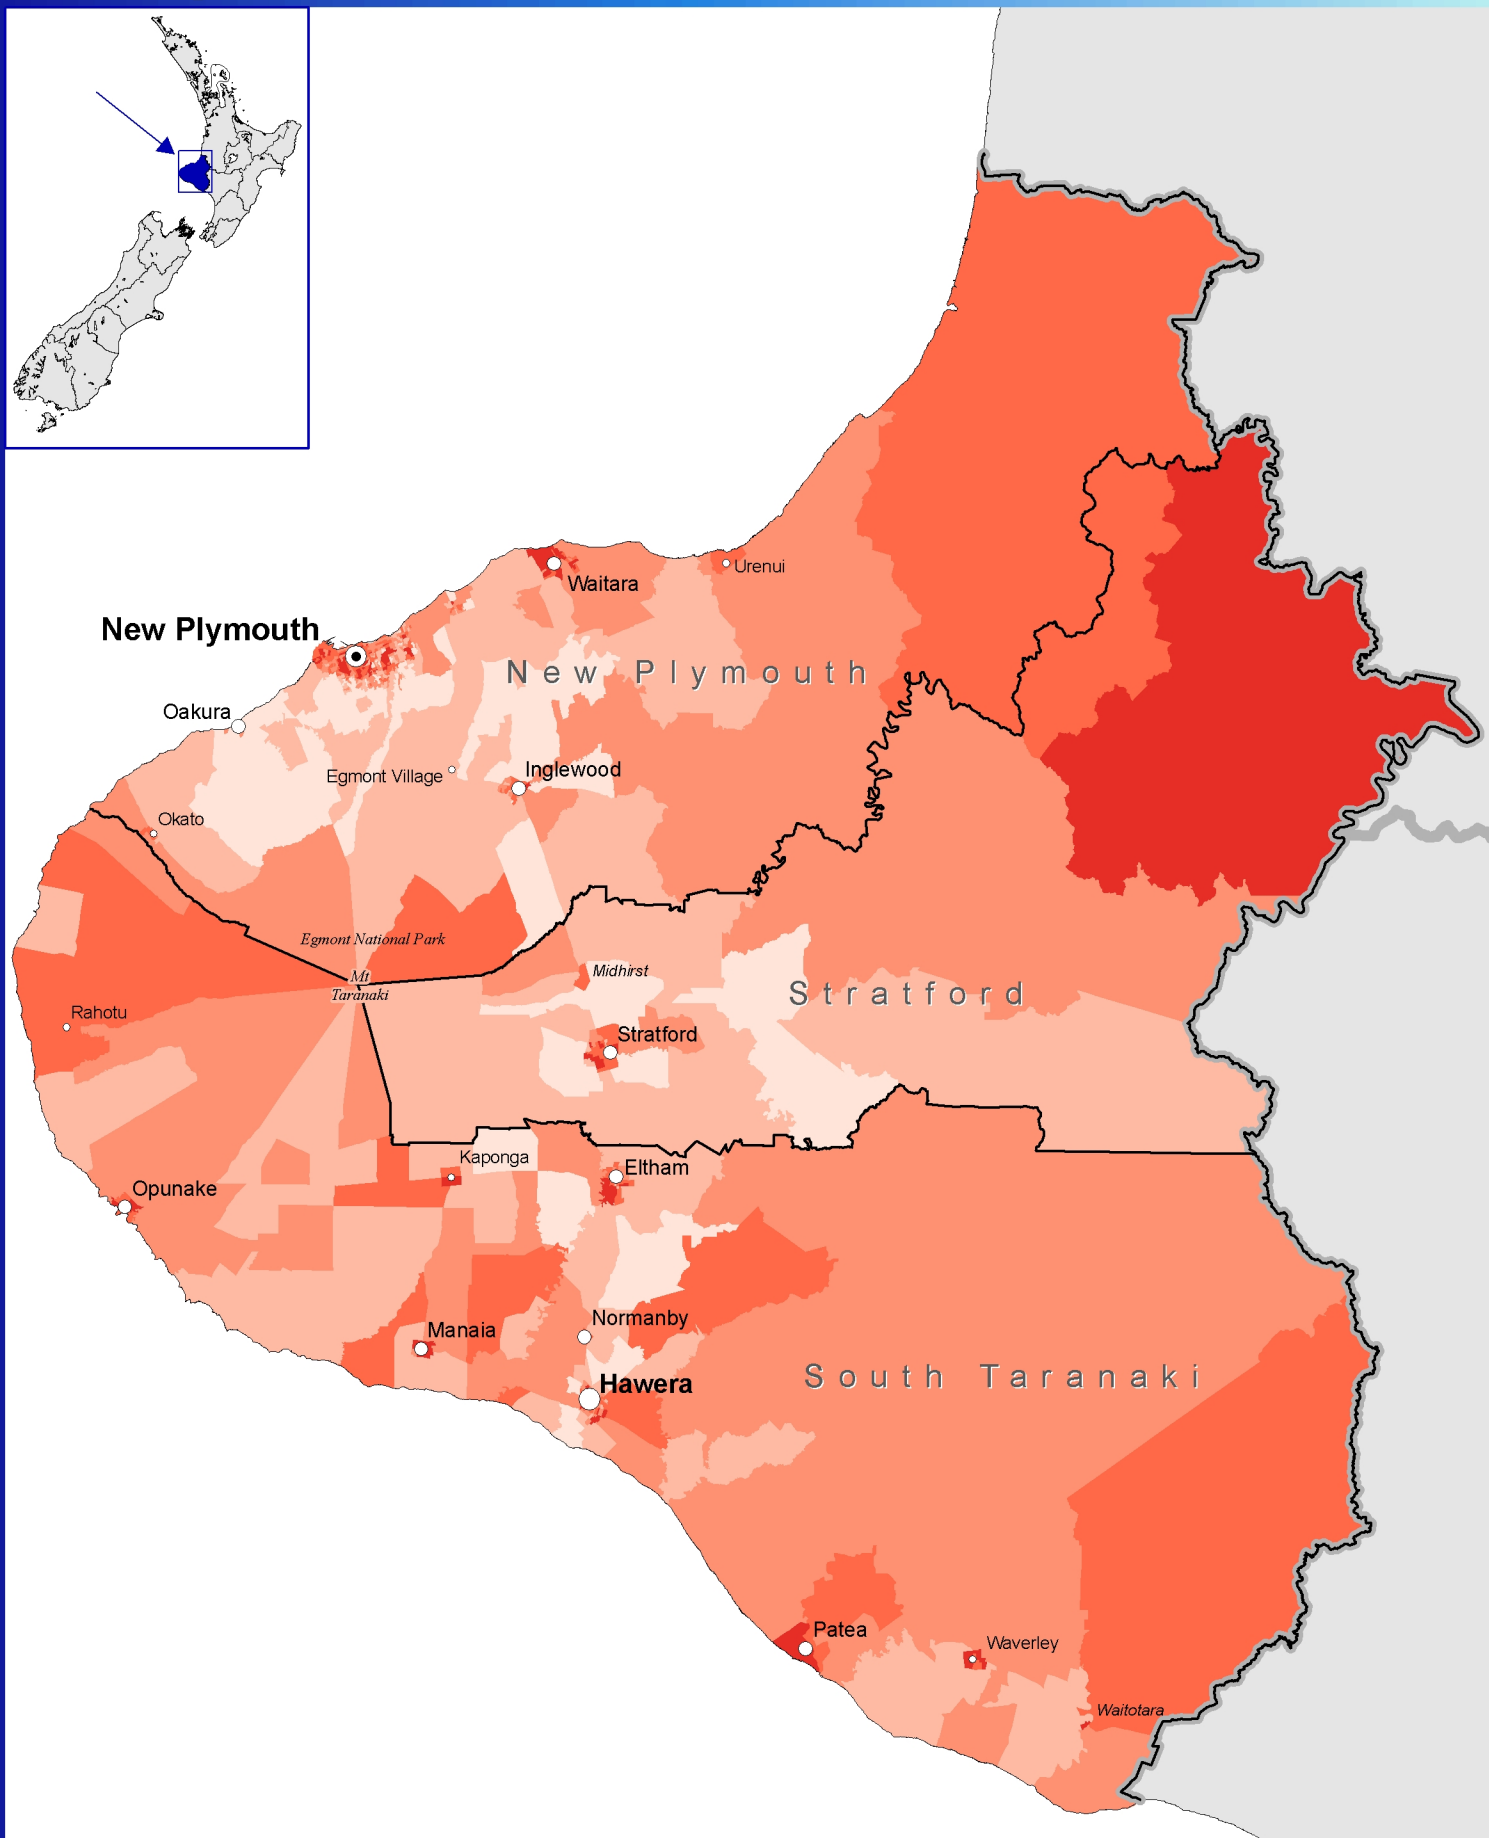 Waitara
Urenui
New Plymouth
New Plymouth
Oakura
Egmont Village
Inglewood
Okato
Egmont National Park
Mt
Taranaki
Midhirst
Stratford
Rahotu
Stratford
Kaponga
Eltham
Opunake
Normanby
Manaia
South Taranaki
Hawera
Patea
Waverley
Waitotara